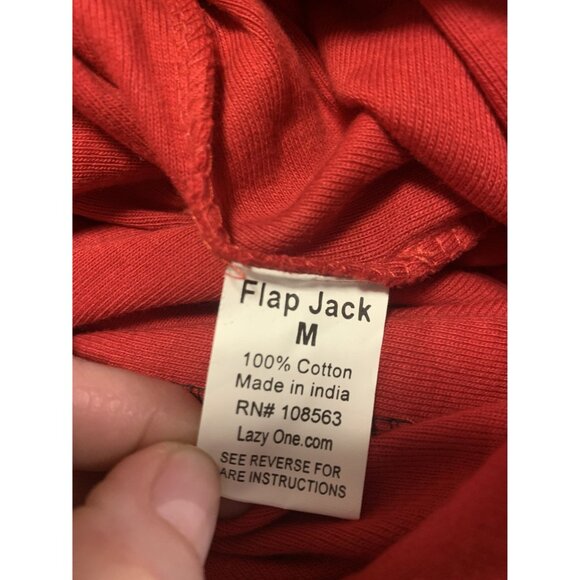 Flap Jack
M
100% Cotton
Made in india
RN# 108563
Lazy One.com
SEE REVERSE FOR
ARE INSTRUCTIONS